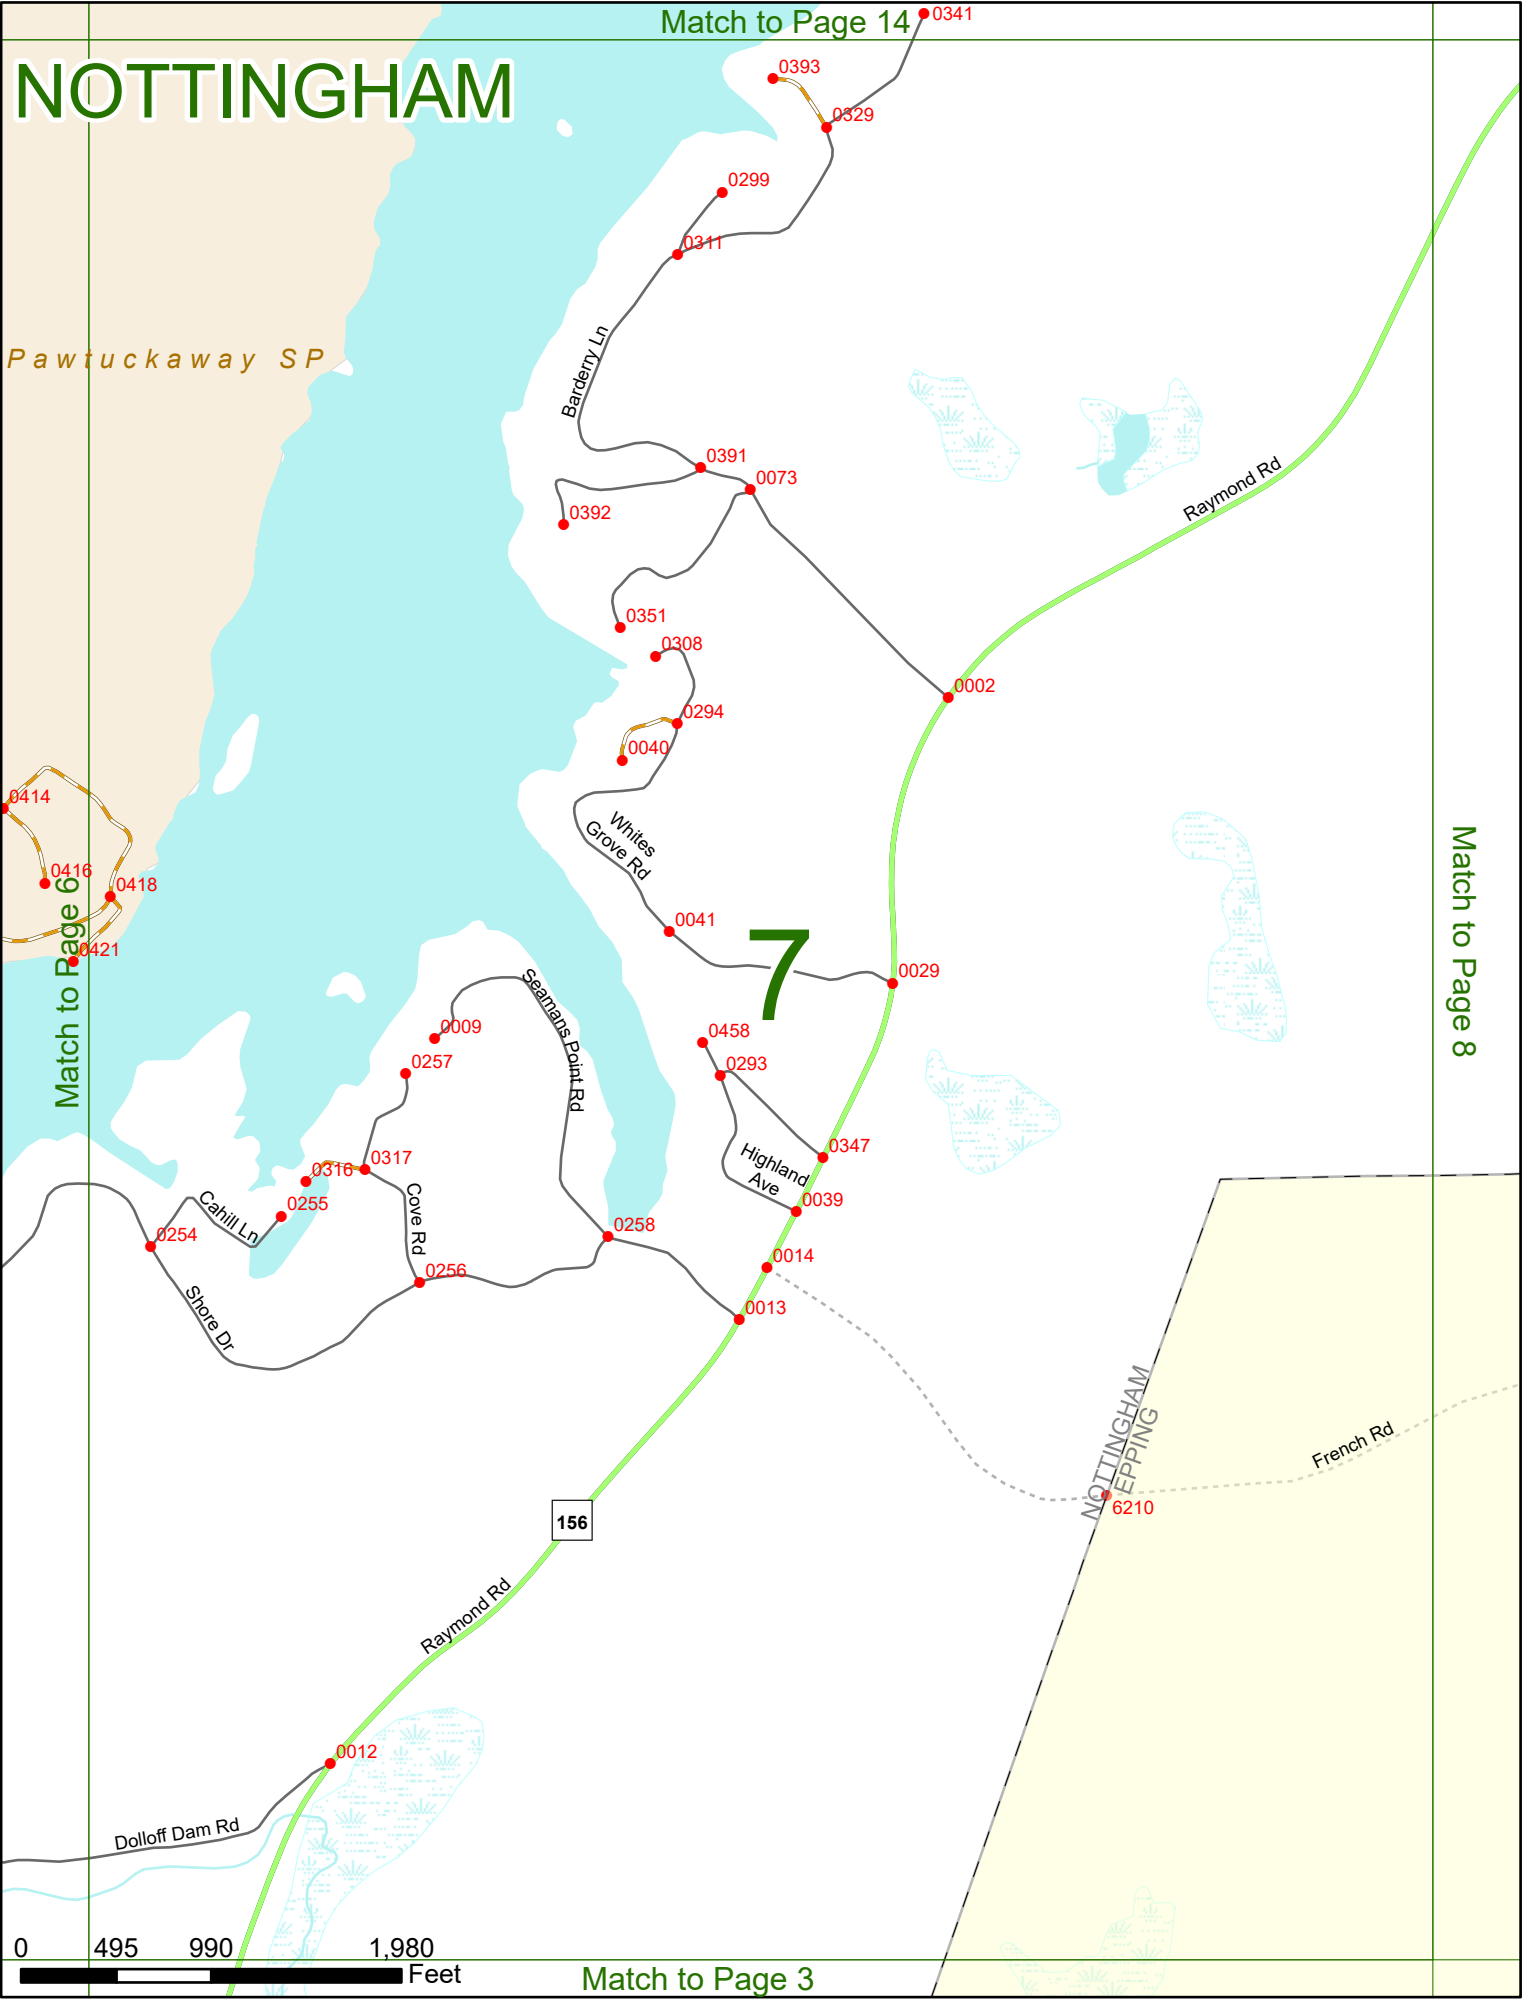 Match to Page 14
0341
NOTTINGHAM
0393
0329
0299
0311
Barderry Ln
Pawtuckaway SP
0391
0073
0392
Raymond Rd
0351
0308
0002
0294
0040
0414
Whites
Grove Rd
0416
0418
Match to Page 6
0421
0041
7
Match to Page 8
0029
Seamans Point Rd
0009
0458
0257
0293
0347
Highland
Ave
0317
0316
0255
Cahill Ln
Cove Rd
0039
0254
0258
0014
0256
Shore Dr
0013
NOTTINGHAM
EPPING
French Rd
6210
156
Raymond Rd
0012
Dolloff Dam Rd
0 495 990 1,980
Feet
Match to Page 3